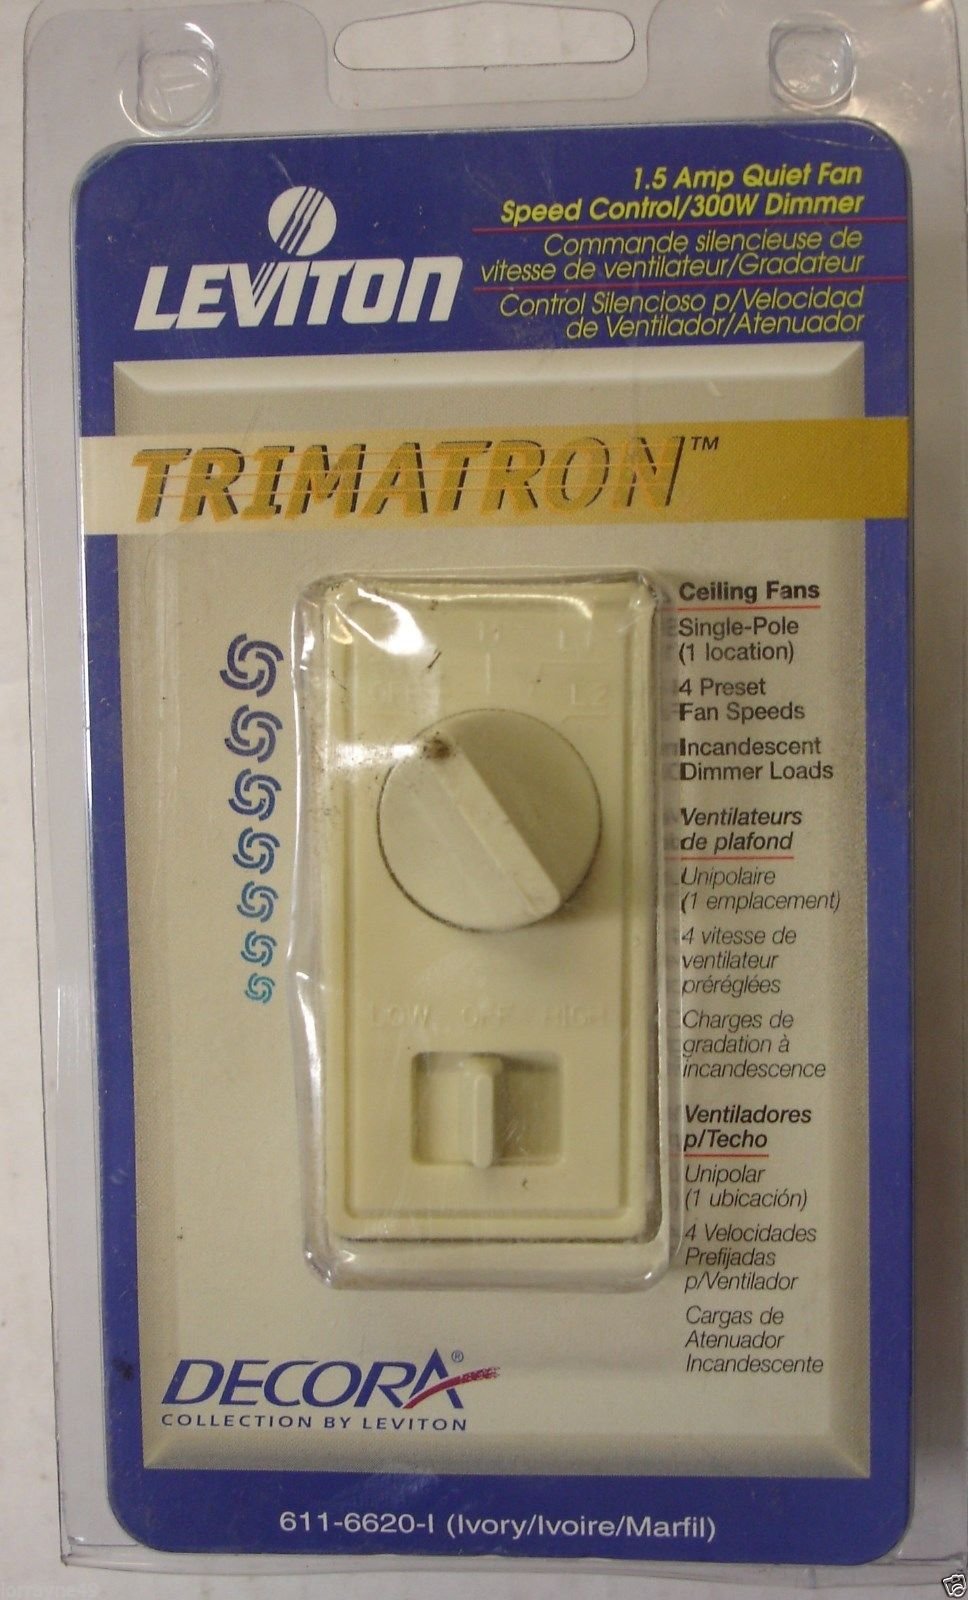 LEVITON
1.5 Amp Quiet Fan
Speed Control/300W Dimmer
Commande silencieuse de
vitesse de ventilateur/Gradateur
Control Silencioso p/Velocidad
de Ventilador/Atenuador
TRIMATRON™
Ceiling Fans
Single-Pole
(1 location)
4 Preset
Fan Speeds
Incandescent
Dimmer Loads
Ventilateurs
de plafond
Unipolaire
(1 emplacement)
4 vitesse de
ventilateur
préréglées
Charges de
gradation à
incandescence
Ventiladores
p/Techo
Unipolar
(1 ubicación)
4 Velocidades
Prefijadas
p/Ventilador
Cargas de
Atenuador
Incandescente
LOW OFF HIGH
DECORA®
COLLECTION BY LEVITON
611-6620-I (Ivory/Ivoire/Marfil)